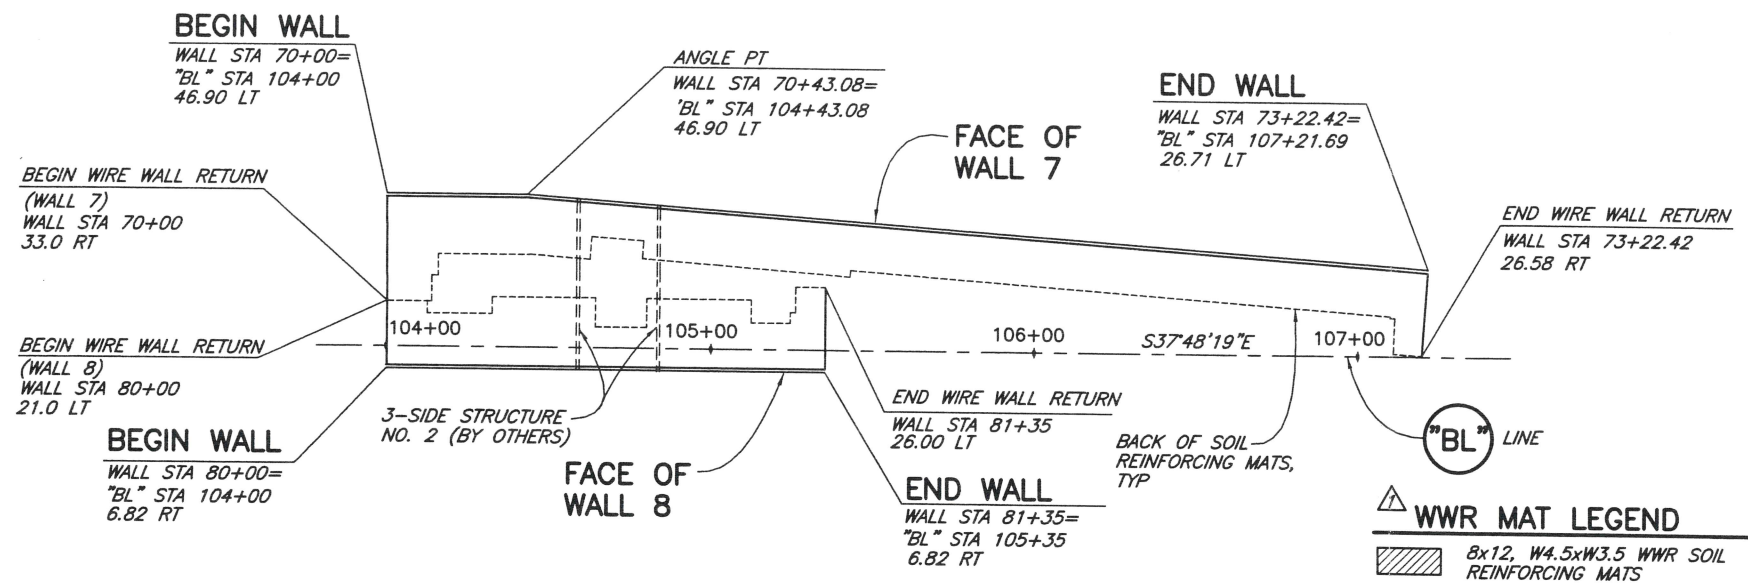 BEGIN WALL
WALL STA 70+00=
"BL" STA 104+00
46.90 LT
ANGLE PT
WALL STA 70+43.08=
'BL" STA 104+43.08
46.90 LT
END WALL
WALL STA 73+22.42=
"BL" STA 107+21.69
26.71 LT
FACE OF
WALL 7
BEGIN WIRE WALL RETURN
(WALL 7)
WALL STA 70+00
33.0 RT
END WIRE WALL RETURN
WALL STA 73+22.42
26.58 RT
104+00
105+00
106+00
S37°48'19"E
107+00
BEGIN WIRE WALL RETURN
(WALL 8)
WALL STA 80+00
21.0 LT
3-SIDE STRUCTURE
NO. 2 (BY OTHERS)
END WIRE WALL RETURN
WALL STA 81+35
26.00 LT
BACK OF SOIL
REINFORCING MATS,
TYP
"BL" LINE
BEGIN WALL
WALL STA 80+00=
"BL" STA 104+00
6.82 RT
FACE OF
WALL 8
END WALL
WALL STA 81+35=
"BL" STA 105+35
6.82 RT
1 WWR MAT LEGEND
8x12, W4.5xW3.5 WWR SOIL
REINFORCING MATS